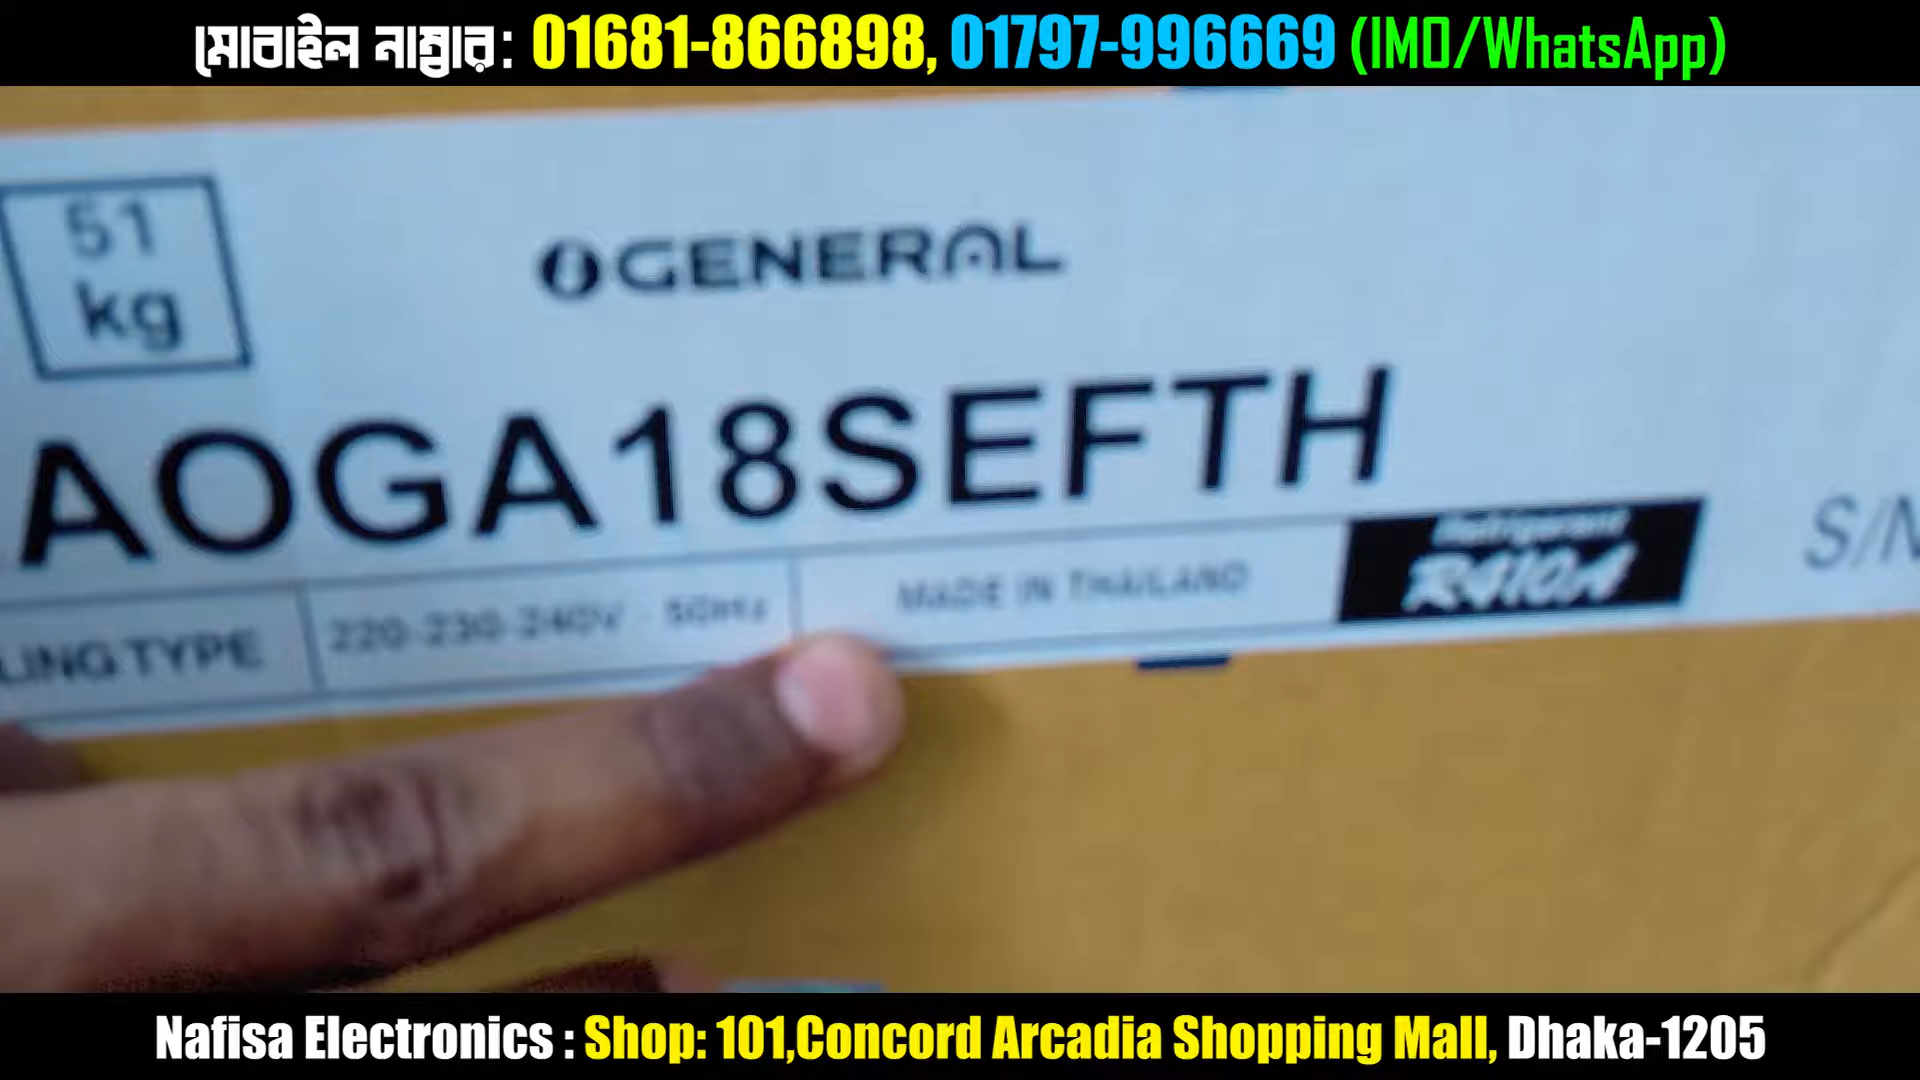 মোবাইল নাম্বার: 01681-866898, 01797-996669 (IMO/WhatsApp)
51
kg
GENERAL
AOGA18SEFTH
LING TYPE 220-230-240V - 50Hz MADE IN THAILAND Refrigerant R410A S/N
Nafisa Electronics : Shop: 101,Concord Arcadia Shopping Mall, Dhaka-1205